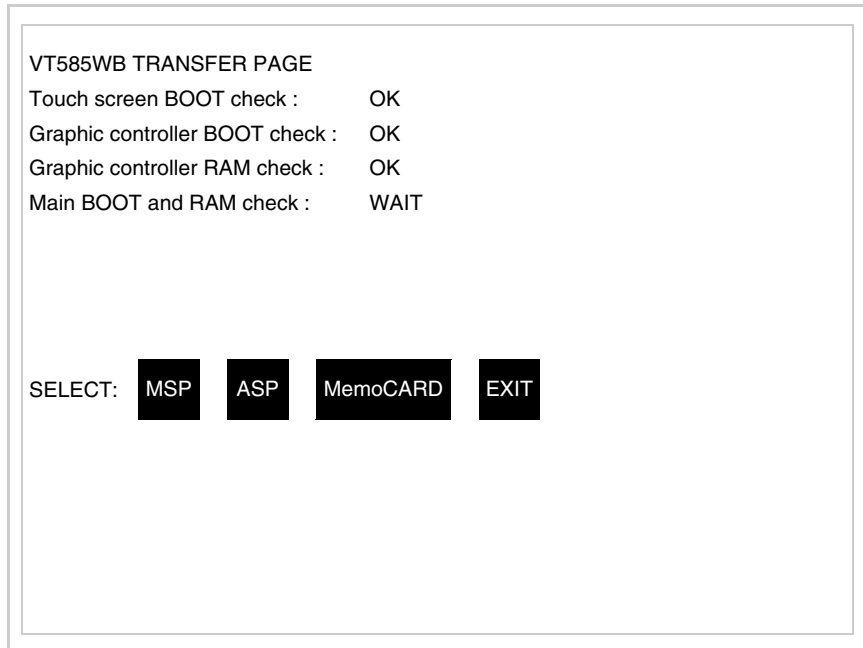 VT585WB TRANSFER PAGE
Touch screen BOOT check : OK
Graphic controller BOOT check : OK
Graphic controller RAM check : OK
Main BOOT and RAM check : WAIT
SELECT: MSP ASP MemoCARD EXIT